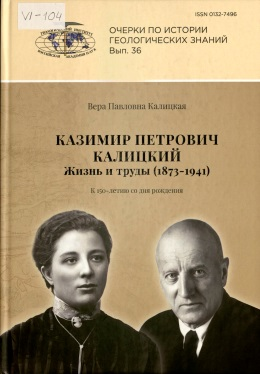 VI-104
ISSN 0132-7496
ОЧЕРКИ ПО ИСТОРИИ
ГЕОЛОГИЧЕСКИХ ЗНАНИЙ
Вып. 36
Вера Павловна Калицкая
КАЗИМИР ПЕТРОВИЧ
КАЛИЦКИЙ
Жизнь и труды (1873-1941)
К 150-летию со дня рождения